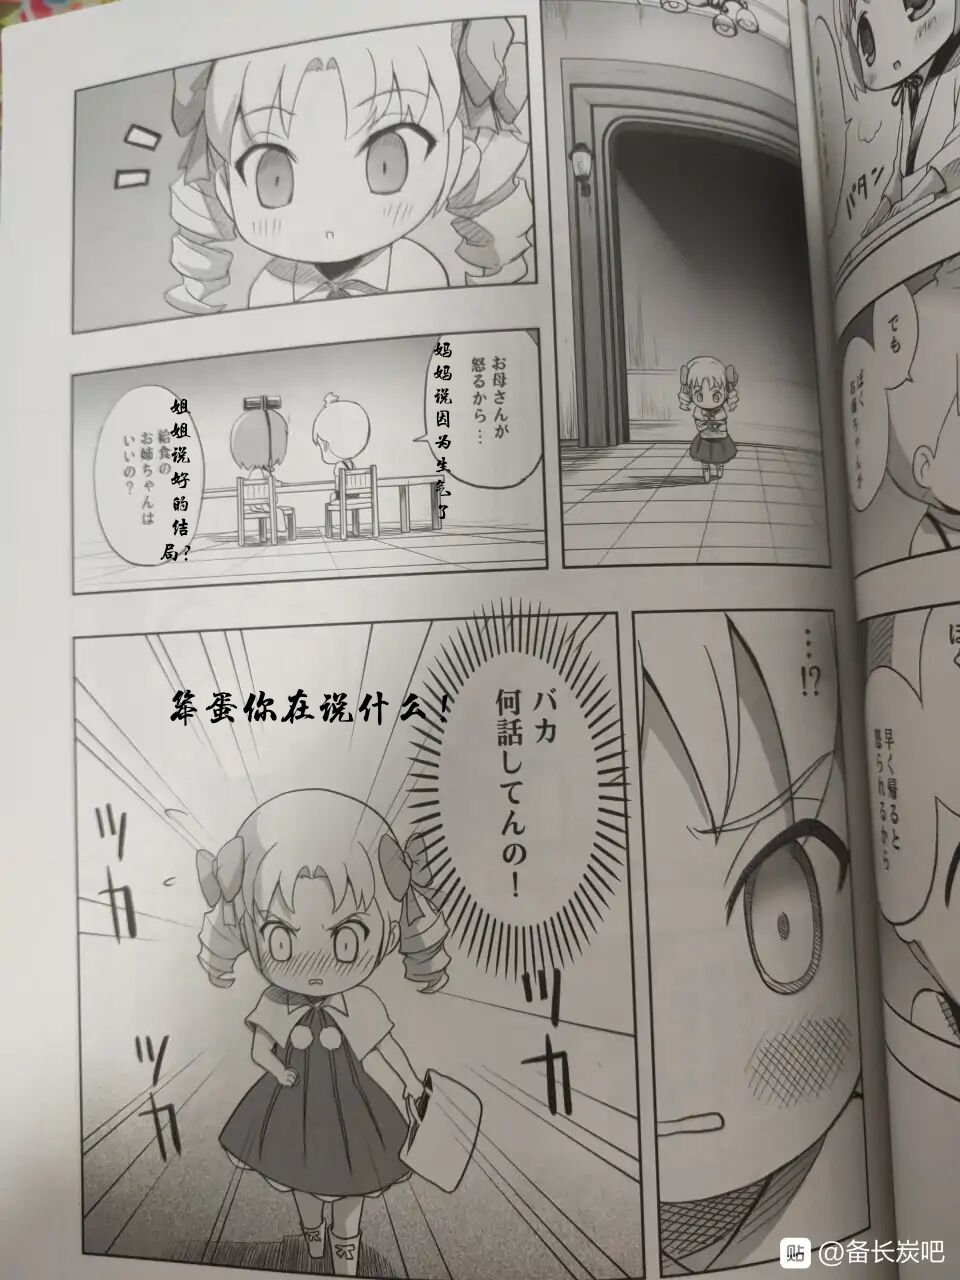 お母さんが
怒るから…
妈妈说因为生气了
給食の
お姉ちゃんは
いいの？
姐姐说好的结局？
…!?
バカ
何話してんの！
笨蛋你在说什么！
ツ
カ
ツ
カ
ツ
カ
パタン
でも
ぼく
早く帰ると
怒られるから
贴 @备长炭吧